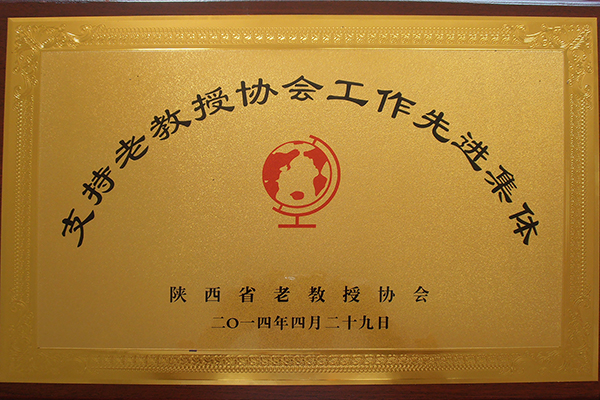 支持老教授协会工作先进集体
陕西省老教授协会
二〇一四年四月二十九日